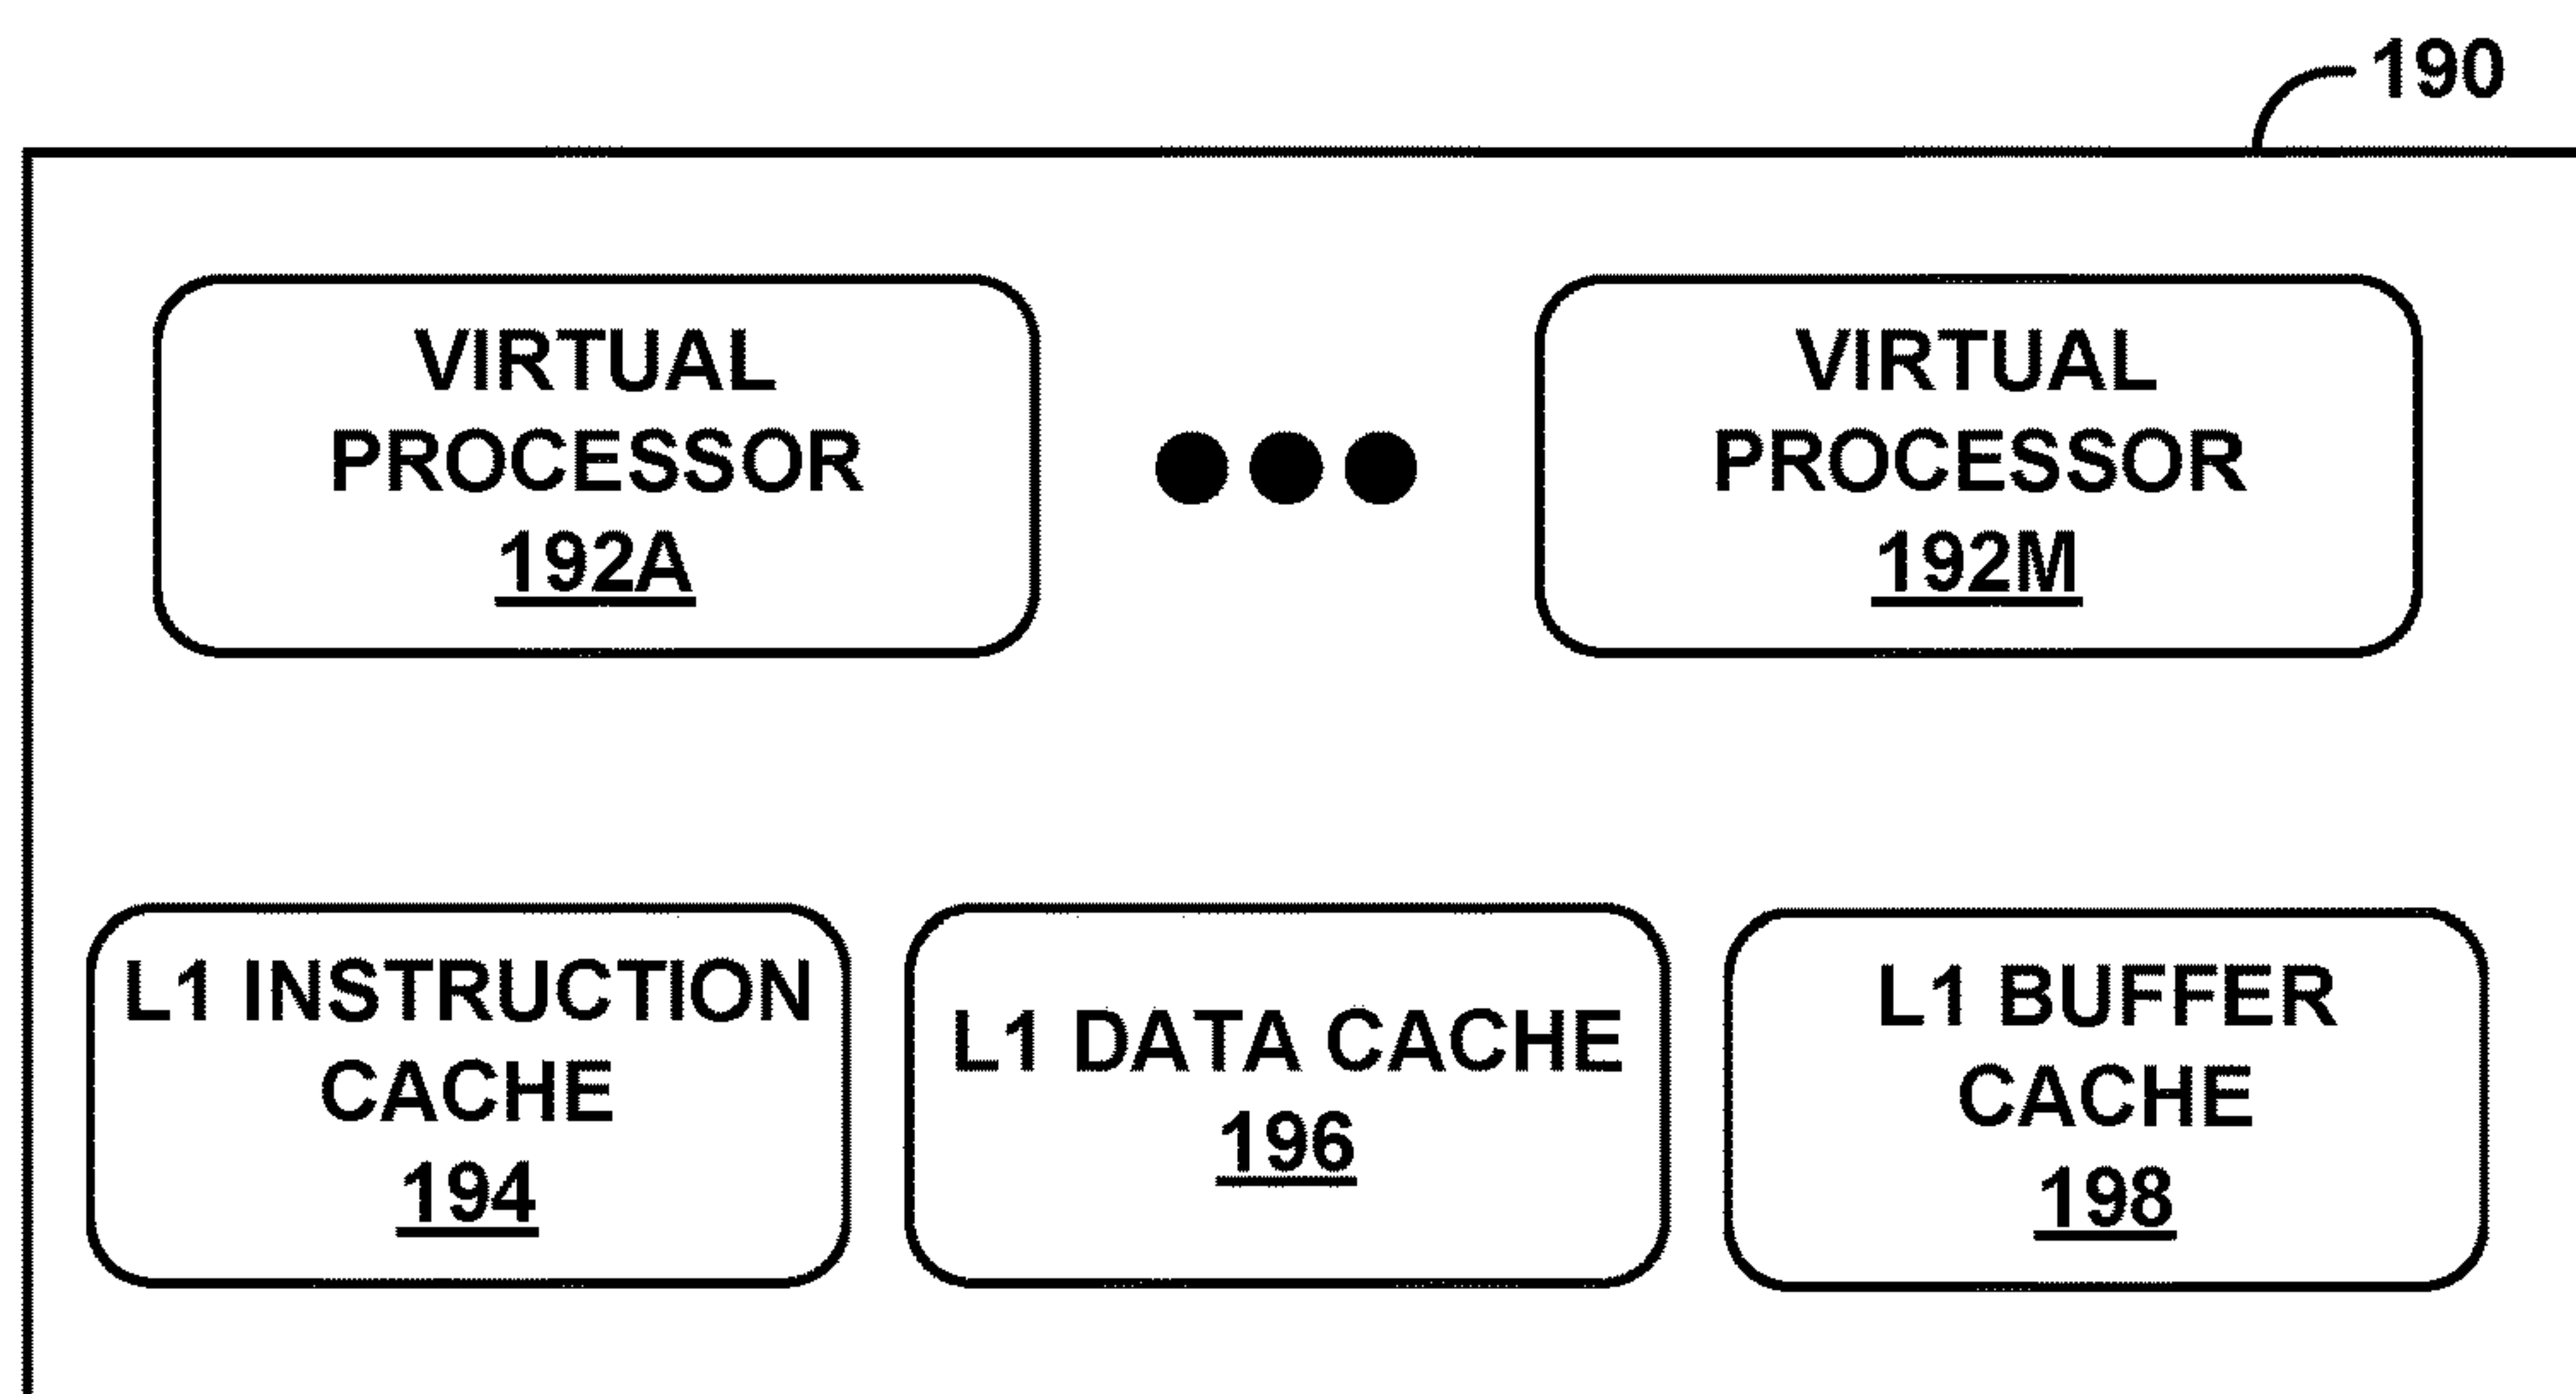 190
VIRTUAL
PROCESSOR
192A
VIRTUAL
PROCESSOR
192M
L1 INSTRUCTION
CACHE
194
L1 DATA CACHE
196
L1 BUFFER
CACHE
198